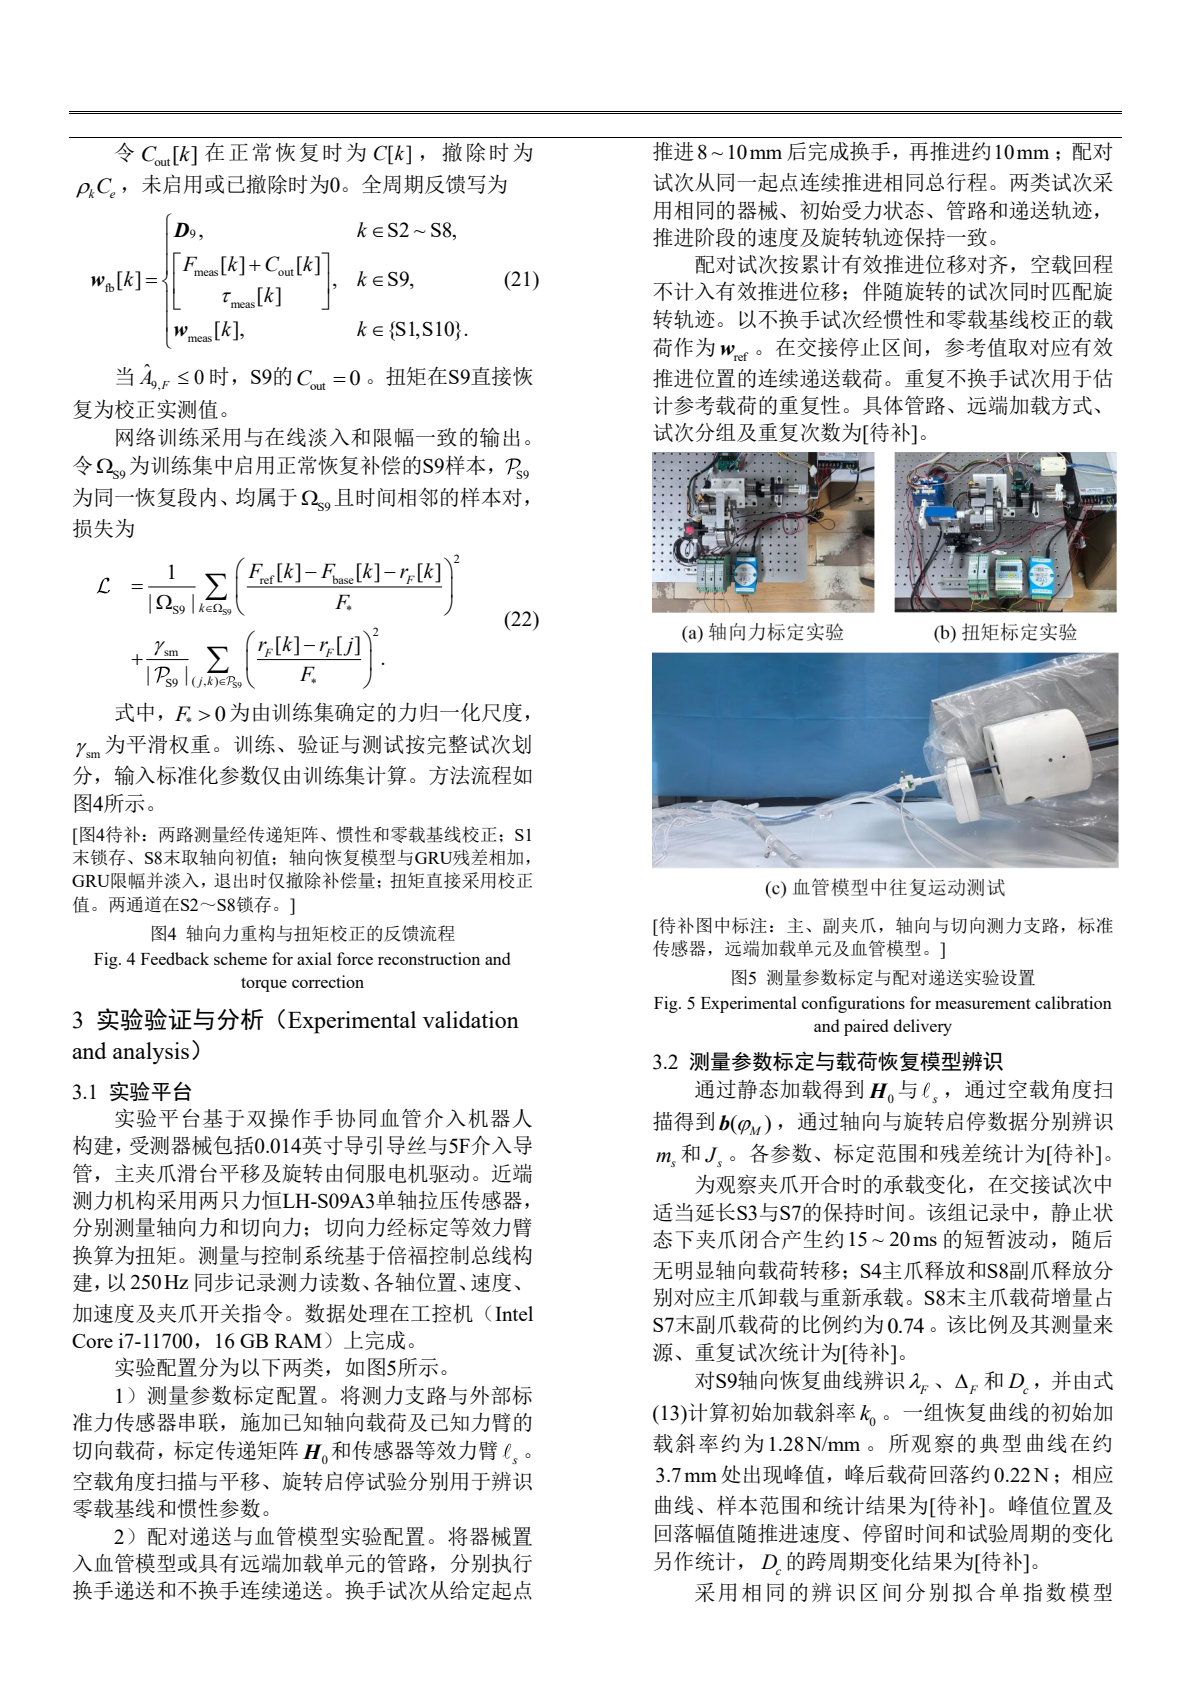 令 C_out[k] 在正常恢复时为 C[k]，撤除时为
ρ_k C_e，未启用或已撤除时为0。全周期反馈写为
w_fb[k] = { D_9, k∈S2~S8,
[F_meas[k]+C_out[k]; τ_meas[k]], k∈S9, (21)
w_meas[k], k∈{S1,S10}.
当 Â_{9,F} ≤ 0 时，S9的 C_out = 0。扭矩在S9直接恢
复为校正实测值。
网络训练采用与在线淡入和限幅一致的输出。
令 Ω_S9 为训练集中启用正常恢复补偿的S9样本，𝒫_S9
为同一恢复段内、均属于 Ω_S9 且时间相邻的样本对，
损失为
ℒ = 1/|Ω_S9| ∑_{k∈Ω_S9} ( (F_ref[k]−F_base[k]−r_F[k]) / F_* )^2
(22)
+ γ_sm/|𝒫_S9| ∑_{(j,k)∈𝒫_S9} ( (r_F[k]−r_F[j]) / F_* )^2 .
式中，F_* > 0 为由训练集确定的力归一化尺度，
γ_sm 为平滑权重。训练、验证与测试按完整试次划
分，输入标准化参数仅由训练集计算。方法流程如
图4所示。
[图4待补：两路测量经传递矩阵、惯性和零载基线校正；S1
末锁存、S8末取轴向初值；轴向恢复模型与GRU残差相加，
GRU限幅并淡入，退出时仅撤除补偿量；扭矩直接采用校正
值。两通道在S2～S8锁存。]
图4 轴向力重构与扭矩校正的反馈流程
Fig. 4 Feedback scheme for axial force reconstruction and
torque correction
3 实验验证与分析（Experimental validation
and analysis）
3.1 实验平台
实验平台基于双操作手协同血管介入机器人
构建，受测器械包括0.014英寸导引导丝与5F介入导
管，主夹爪滑台平移及旋转由伺服电机驱动。近端
测力机构采用两只力恒LH-S09A3单轴拉压传感器，
分别测量轴向力和切向力；切向力经标定等效力臂
换算为扭矩。测量与控制系统基于倍福控制总线构
建，以 250Hz 同步记录测力读数、各轴位置、速度、
加速度及夹爪开关指令。数据处理在工控机（Intel
Core i7-11700，16 GB RAM）上完成。
实验配置分为以下两类，如图5所示。
1）测量参数标定配置。将测力支路与外部标
准力传感器串联，施加已知轴向载荷及已知力臂的
切向载荷，标定传递矩阵 H_0 和传感器等效力臂 ℓ_s。
空载角度扫描与平移、旋转启停试验分别用于辨识
零载基线和惯性参数。
2）配对递送与血管模型实验配置。将器械置
入血管模型或具有远端加载单元的管路，分别执行
换手递送和不换手连续递送。换手试次从给定起点
推进 8~10mm 后完成换手，再推进约10mm；配对
试次从同一起点连续推进相同总行程。两类试次采
用相同的器械、初始受力状态、管路和递送轨迹，
推进阶段的速度及旋转轨迹保持一致。
配对试次按累计有效推进位移对齐，空载回程
不计入有效推进位移；伴随旋转的试次同时匹配旋
转轨迹。以不换手试次经惯性和零载基线校正的载
荷作为 w_ref。在交接停止区间，参考值取对应有效
推进位置的连续递送载荷。重复不换手试次用于估
计参考载荷的重复性。具体管路、远端加载方式、
试次分组及重复次数为[待补]。
(a) 轴向力标定实验
(b) 扭矩标定实验
(c) 血管模型中往复运动测试
[待补图中标注：主、副夹爪，轴向与切向测力支路，标准
传感器，远端加载单元及血管模型。]
图5 测量参数标定与配对递送实验设置
Fig. 5 Experimental configurations for measurement calibration
and paired delivery
3.2 测量参数标定与载荷恢复模型辨识
通过静态加载得到 H_0 与 ℓ_s，通过空载角度扫
描得到 b(φ_M)，通过轴向与旋转启停数据分别辨识
m_s 和 J_s。各参数、标定范围和残差统计为[待补]。
为观察夹爪开合时的承载变化，在交接试次中
适当延长S3与S7的保持时间。该组记录中，静止状
态下夹爪闭合产生约 15~20ms 的短暂波动，随后
无明显轴向载荷转移；S4主爪释放和S8副爪释放分
别对应主爪卸载与重新承载。S8末主爪载荷增量占
S7末副爪载荷的比例约为 0.74。该比例及其测量来
源、重复试次统计为[待补]。
对S9轴向恢复曲线辨识 λ_F、Δ_F 和 D_c，并由式
(13)计算初始加载斜率 k_0。一组恢复曲线的初始加
载斜率约为 1.28N/mm。所观察的典型曲线在约
3.7mm 处出现峰值，峰后载荷回落约 0.22N；相应
曲线、样本范围和统计结果为[待补]。峰值位置及
回落幅值随推进速度、停留时间和试验周期的变化
另作统计，D_c 的跨周期变化结果为[待补]。
采用相同的辨识区间分别拟合单指数模型